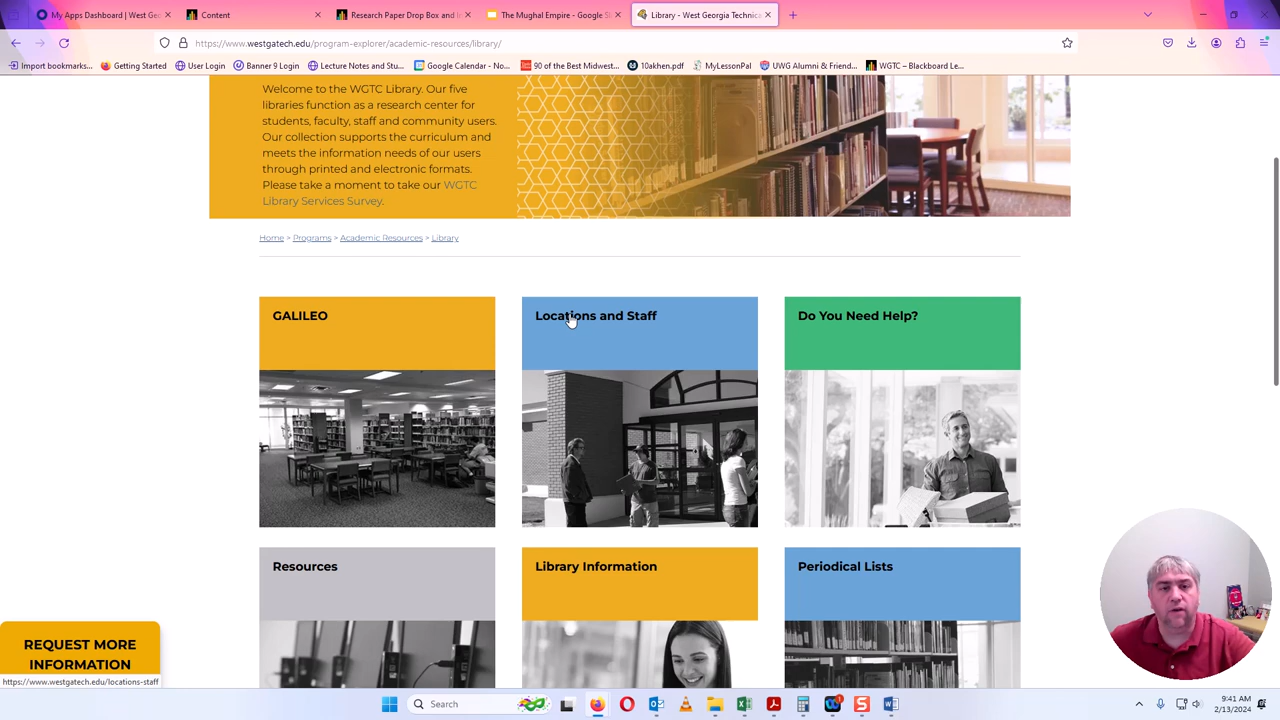 My Apps Dashboard | West Geo
Content
Research Paper Drop Box and I
The Mughal Empire - Google Sl
Library - West Georgia Technica
https://www.westgatech.edu/program-explorer/academic-resources/library/
Import bookmarks...
Getting Started
User Login
Banner 9 Login
Lecture Notes and Stu...
Google Calendar - No...
90 of the Best Midwest...
10akhen.pdf
MyLessonPal
UWG Alumni & Friend...
WGTC – Blackboard Le...
Welcome to the WGTC Library. Our five
libraries function as a research center for
students, faculty, staff and community users.
Our collection supports the curriculum and
meets the information needs of our users
through printed and electronic formats.
Please take a moment to take our WGTC
Library Services Survey.
Home > Programs > Academic Resources > Library
GALILEO
Locations and Staff
Do You Need Help?
Resources
Library Information
Periodical Lists
REQUEST MORE
INFORMATION
https://www.westgatech.edu/locations-staff
Search
9:41 AM
2/13/2024